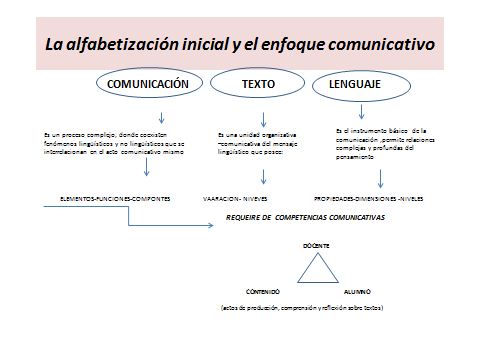 La alfabetización inicial y el enfoque comunicativo
COMUNICACIÓN
TEXTO
LENGUAJE
Es un proceso complejo, donde coexisten
fenómenos lingüísticos y no lingüísticos que se
interrelacionan en el acto comunicativo mismo
Es una unidad organizativa
–comunicativa del mensaje
lingüístico que posee:
Es el instrumento básico de la
comunicación ,permite relaciones
complejas y profundas del
pensamiento
ELEMENTOS-FUNCIONES-COMPONTES
VAARACION- NIVEVES
PROPIEDADES-DIMENSIONES -NIVELES
REQUEIRE DE COMPETENCIAS COMUNICATIVAS
DOCENTE
CONTENIDO
ALUMNO
(actos de producción, comprensión y reflexión sobre textos)